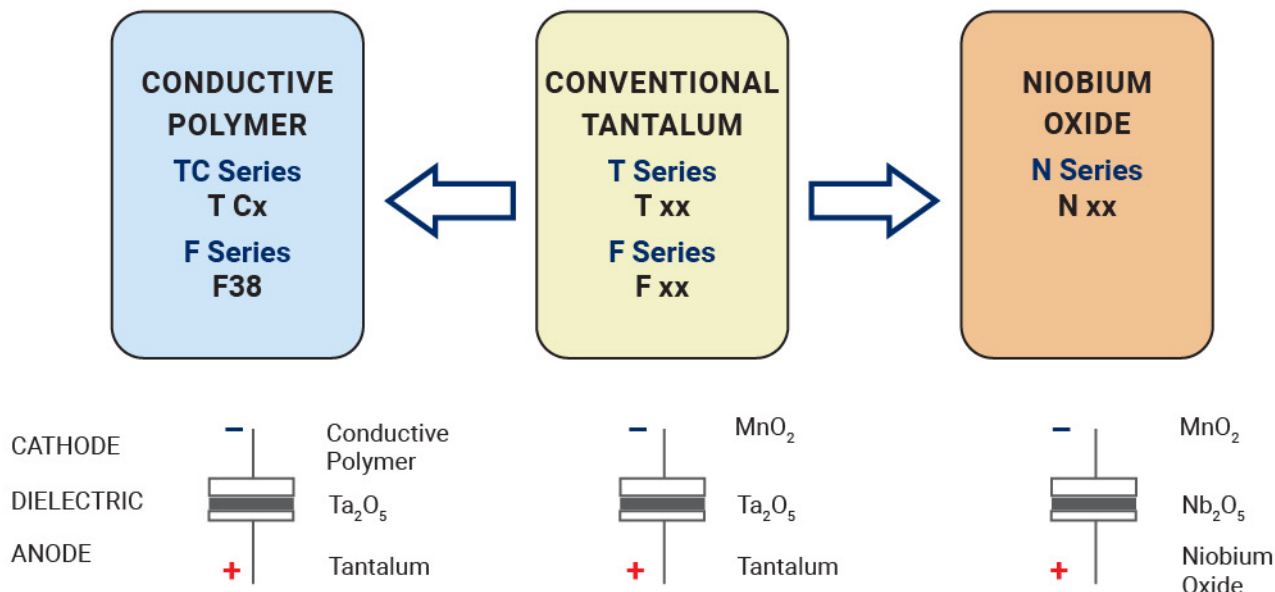 CONDUCTIVE
POLYMER
TC Series
T Cx
F Series
F38
CONVENTIONAL
TANTALUM
T Series
T xx
F Series
F xx
NIOBIUM
OXIDE
N Series
N xx
CATHODE
DIELECTRIC
ANODE
−
Conductive
Polymer
Ta₂O₅
+
Tantalum
−
MnO₂
Ta₂O₅
+
Tantalum
−
MnO₂
Nb₂O₅
+
Niobium
Oxide